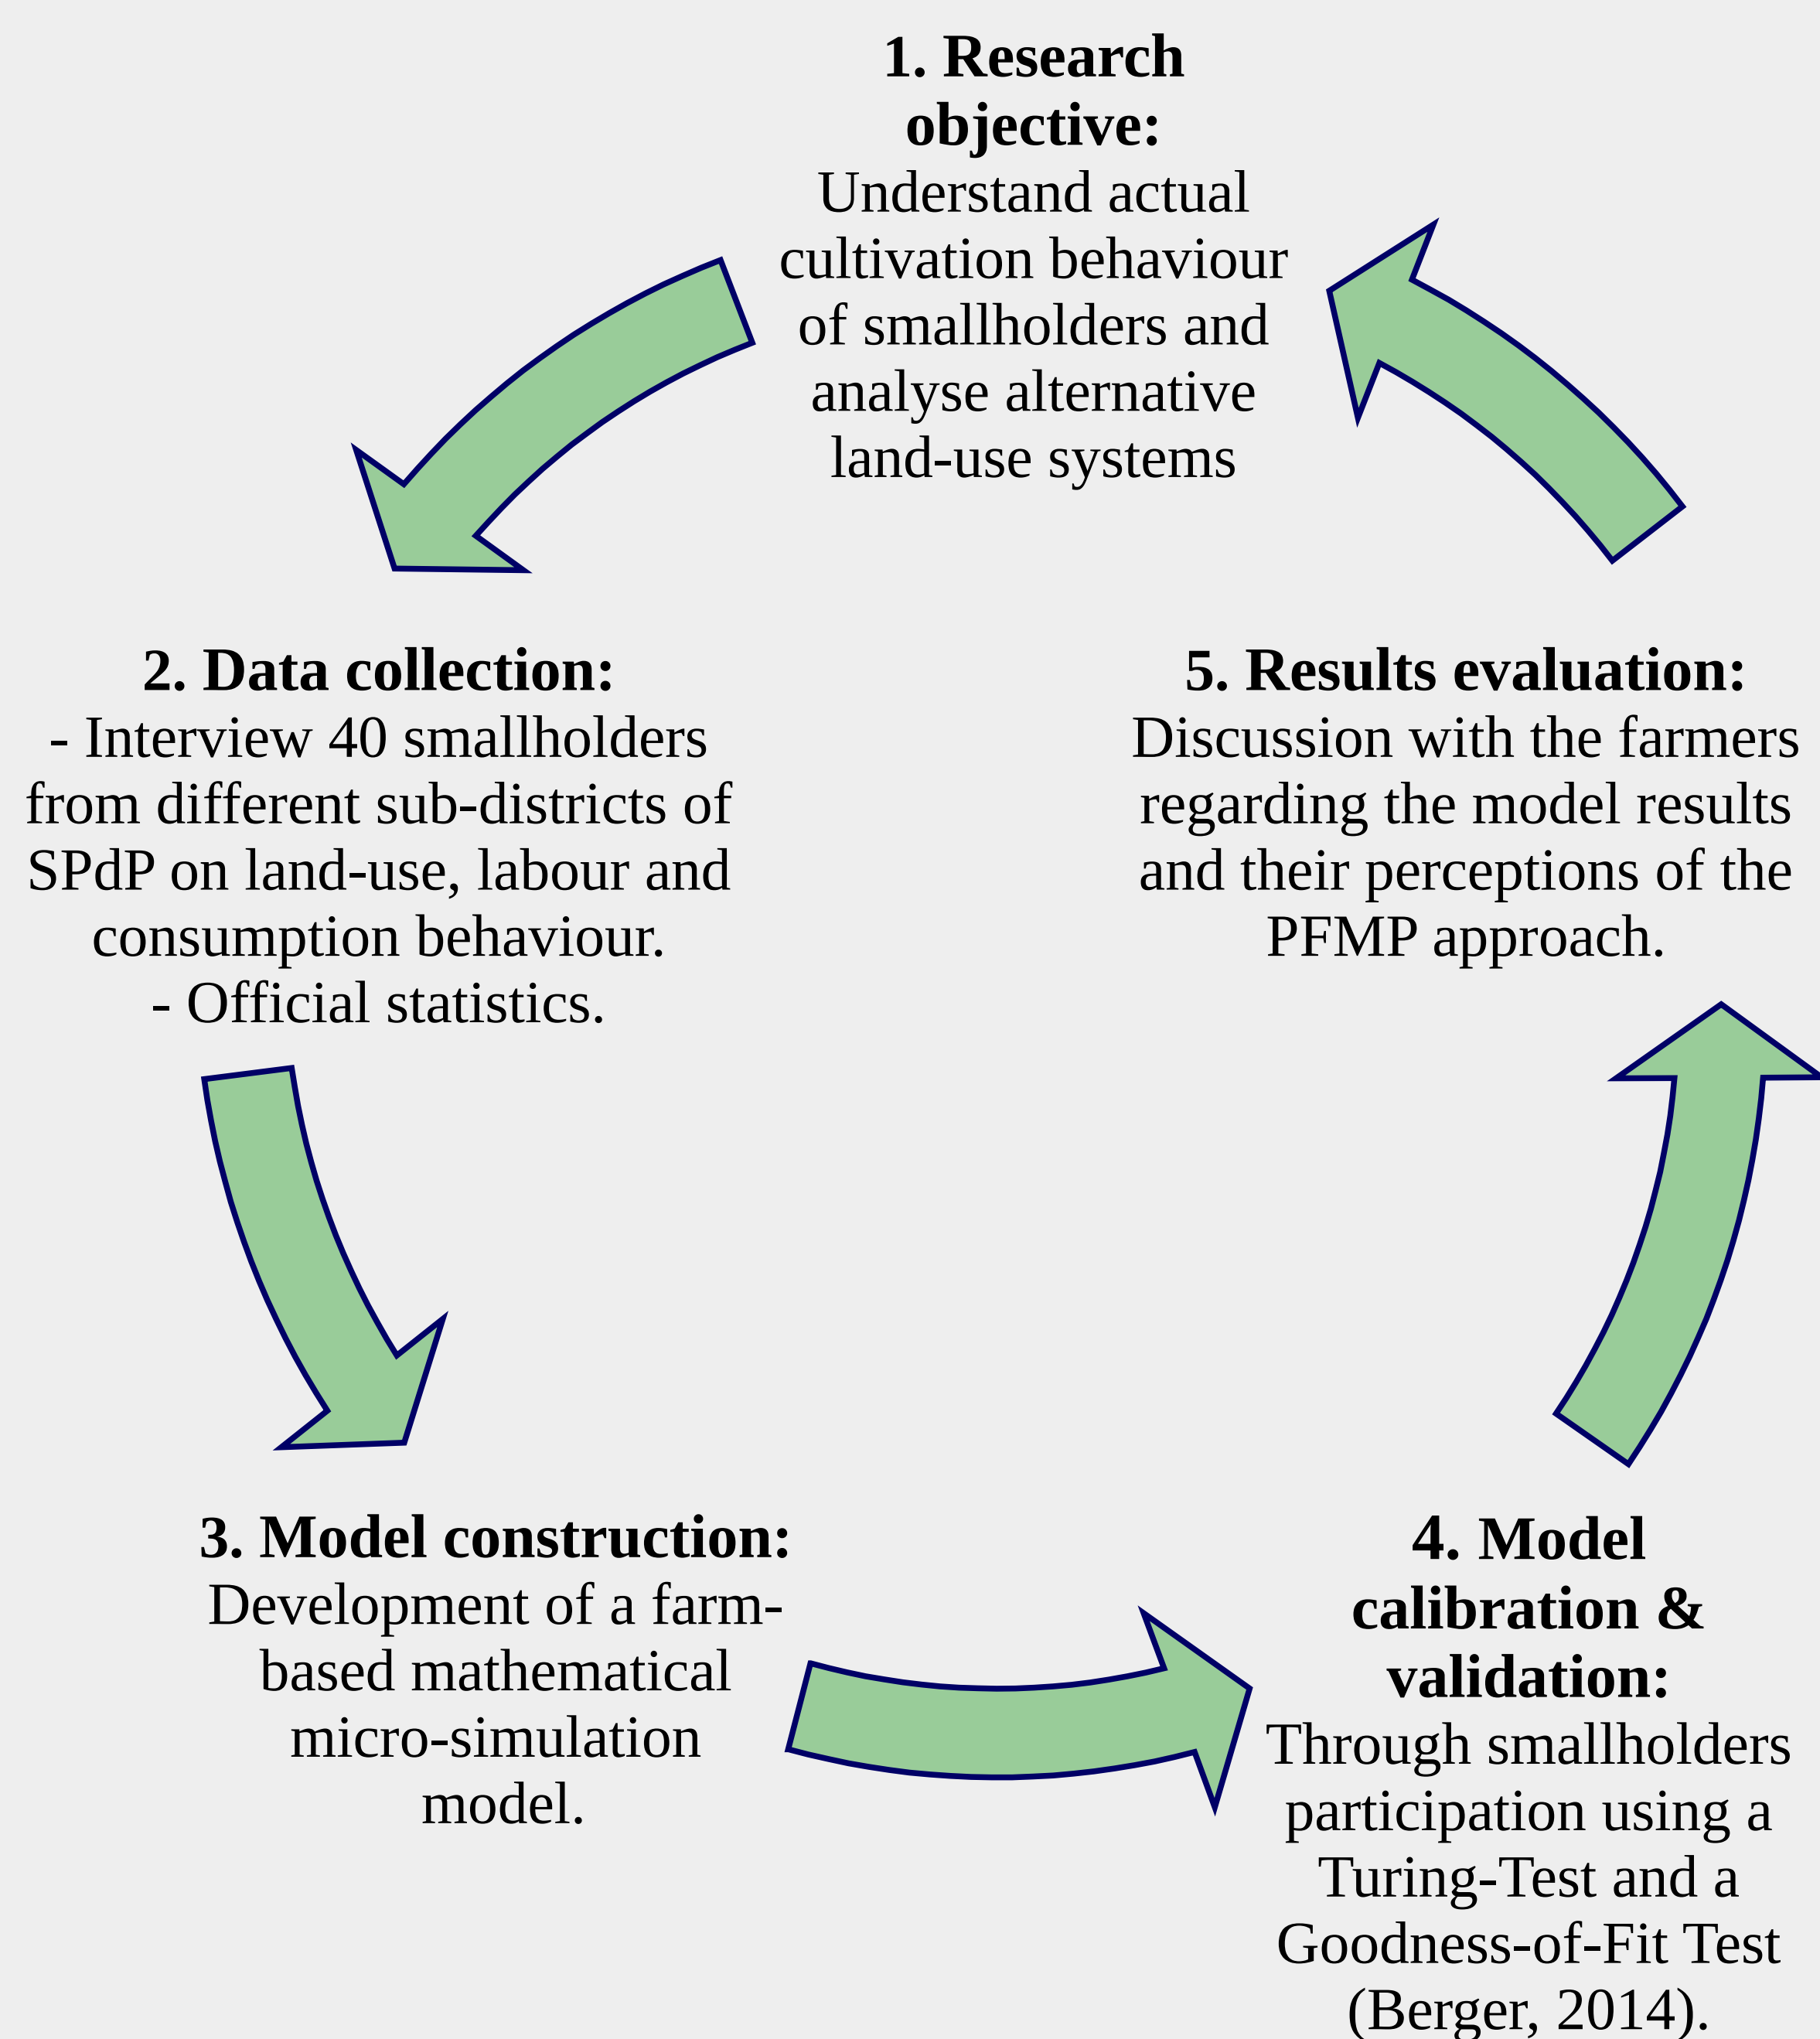 1. Research
objective:
Understand actual
cultivation behaviour
of smallholders and
analyse alternative
land-use systems
2. Data collection:
- Interview 40 smallholders
from different sub-districts of
SPdP on land-use, labour and
consumption behaviour.
- Official statistics.
3. Model construction:
Development of a farm-
based mathematical
micro-simulation
model.
4. Model
calibration &
validation:
Through smallholders
participation using a
Turing-Test and a
Goodness-of-Fit Test
(Berger, 2014).
5. Results evaluation:
Discussion with the farmers
regarding the model results
and their perceptions of the
PFMP approach.